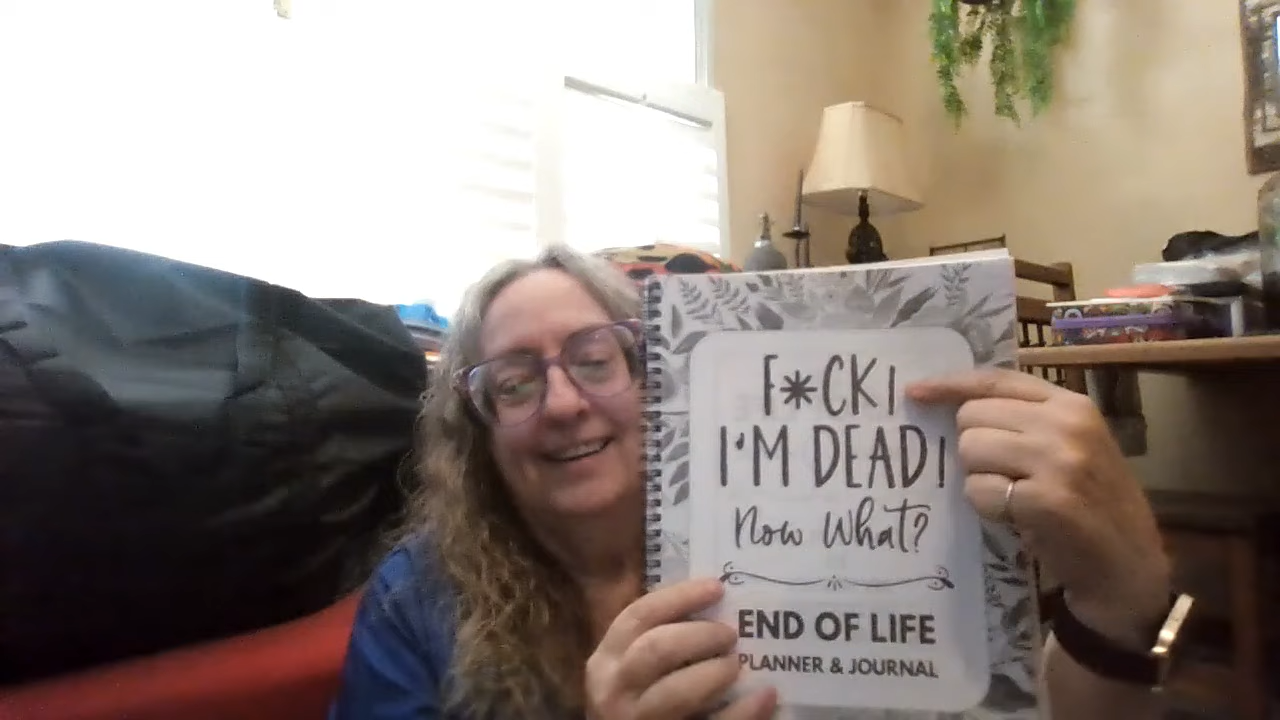 F*CK!
I'M DEAD!
Now What?
END OF LIFE
PLANNER & JOURNAL